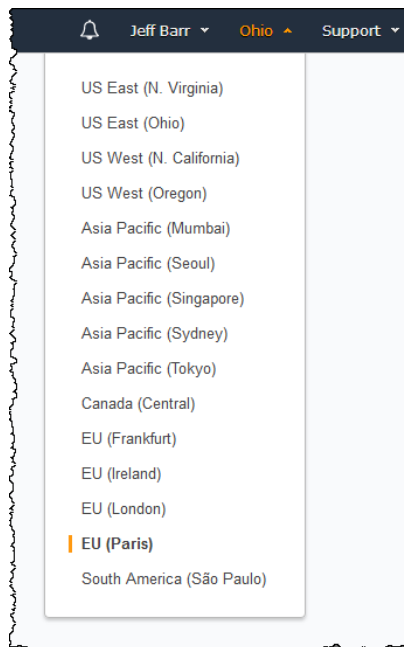 Jeff Barr Ohio Support
US East (N. Virginia)
US East (Ohio)
US West (N. California)
US West (Oregon)
Asia Pacific (Mumbai)
Asia Pacific (Seoul)
Asia Pacific (Singapore)
Asia Pacific (Sydney)
Asia Pacific (Tokyo)
Canada (Central)
EU (Frankfurt)
EU (Ireland)
EU (London)
EU (Paris)
South America (São Paulo)